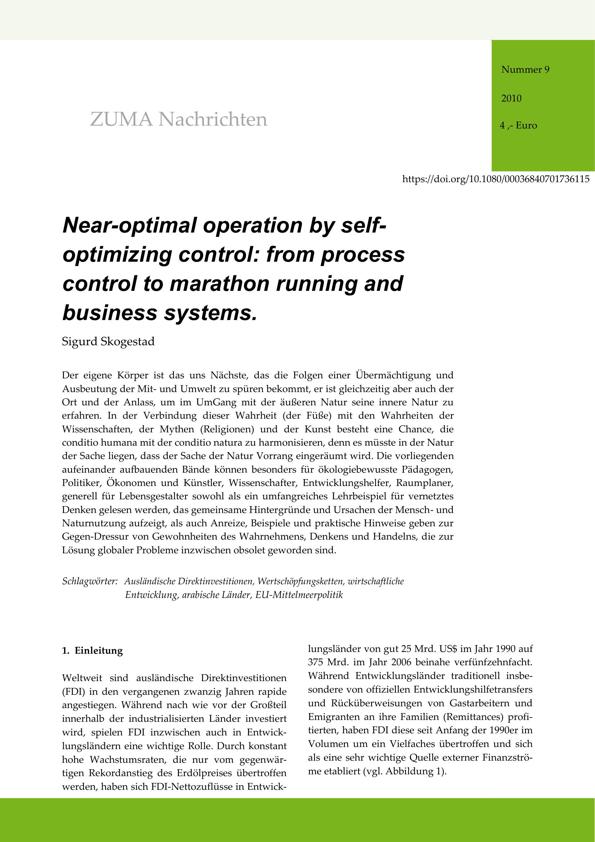 Nummer 9
2010
4 ,- Euro
ZUMA Nachrichten
https://doi.org/10.1080/00036840701736115
Near-optimal operation by self-
optimizing control: from process
control to marathon running and
business systems.
Sigurd Skogestad
Der eigene Körper ist das uns Nächste, das die Folgen einer Übermächtigung und
Ausbeutung der Mit- und Umwelt zu spüren bekommt, er ist gleichzeitig aber auch der
Ort und der Anlass, um im UmGang mit der äußeren Natur seine innere Natur zu
erfahren. In der Verbindung dieser Wahrheit (der Füße) mit den Wahrheiten der
Wissenschaften, der Mythen (Religionen) und der Kunst besteht eine Chance, die
conditio humana mit der conditio natura zu harmonisieren, denn es müsste in der Natur
der Sache liegen, dass der Sache der Natur Vorrang eingeräumt wird. Die vorliegenden
aufeinander aufbauenden Bände können besonders für ökologiebewusste Pädagogen,
Politiker, Ökonomen und Künstler, Wissenschafter, Entwicklungshelfer, Raumplaner,
generell für Lebensgestalter sowohl als ein umfangreiches Lehrbeispiel für vernetztes
Denken gelesen werden, das gemeinsame Hintergründe und Ursachen der Mensch- und
Naturnutzung aufzeigt, als auch Anreize, Beispiele und praktische Hinweise geben zur
Gegen-Dressur von Gewohnheiten des Wahrnehmens, Denkens und Handelns, die zur
Lösung globaler Probleme inzwischen obsolet geworden sind.
Schlagwörter: Ausländische Direktinvestitionen, Wertschöpfungsketten, wirtschaftliche
Entwicklung, arabische Länder, EU-Mittelmeerpolitik
1. Einleitung
Weltweit sind ausländische Direktinvestitionen
(FDI) in den vergangenen zwanzig Jahren rapide
angestiegen. Während nach wie vor der Großteil
innerhalb der industrialisierten Länder investiert
wird, spielen FDI inzwischen auch in Entwick-
lungsländern eine wichtige Rolle. Durch konstant
hohe Wachstumsraten, die nur vom gegenwär-
tigen Rekordanstieg des Erdölpreises übertroffen
werden, haben sich FDI-Nettozuflüsse in Entwick-
lungsländer von gut 25 Mrd. US$ im Jahr 1990 auf
375 Mrd. im Jahr 2006 beinahe verfünfzehnfacht.
Während Entwicklungsländer traditionell insbe-
sondere von offiziellen Entwicklungshilfetransfers
und Rücküberweisungen von Gastarbeitern und
Emigranten an ihre Familien (Remittances) profi-
tierten, haben FDI diese seit Anfang der 1990er im
Volumen um ein Vielfaches übertroffen und sich
als eine sehr wichtige Quelle externer Finanzströ-
me etabliert (vgl. Abbildung 1).